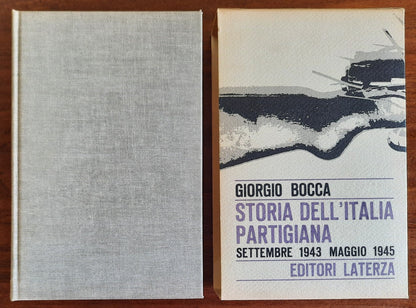 GIORGIO BOCCA
STORIA DELL'ITALIA
PARTIGIANA
SETTEMBRE 1943 MAGGIO 1945
EDITORI LATERZA